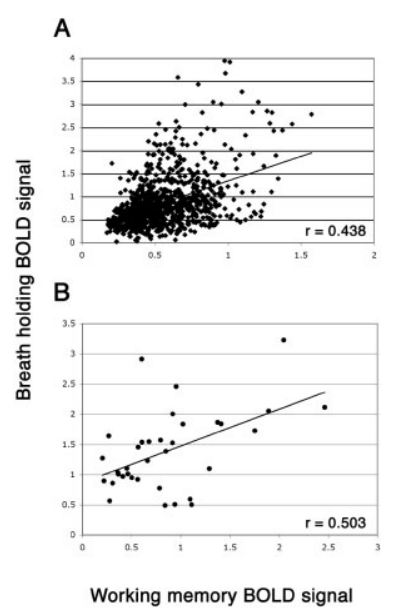 A
4
3.5
3
2.5
2
1.5
1
0.5
0
0 0.5 1 1.5 2
r = 0.438
Breath holding BOLD signal
B
3.5
3
2.5
2
1.5
1
0.5
0
0 0.5 1 1.5 2 2.5 3
r = 0.503
Working memory BOLD signal